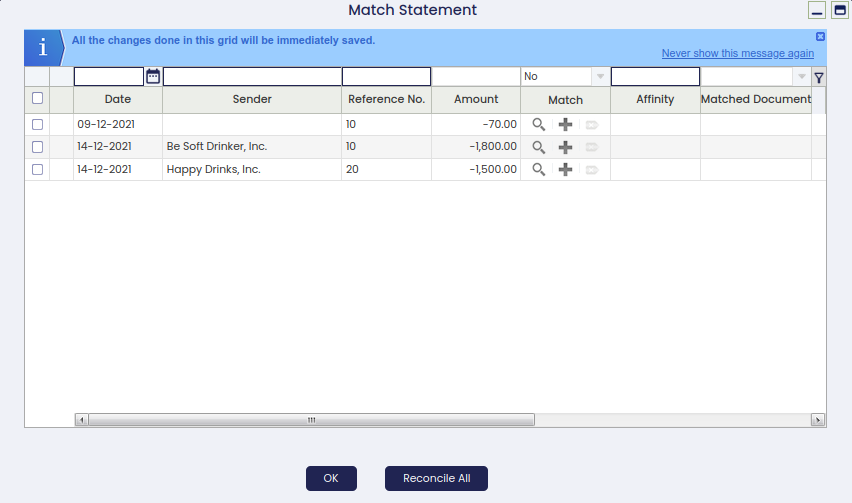 Match Statement
i
All the changes done in this grid will be immediately saved.
Never show this message again
No
Date Sender Reference No. Amount Match Affinity Matched Document
09-12-2021 10 -70.00
14-12-2021 Be Soft Drinker, Inc. 10 -1,800.00
14-12-2021 Happy Drinks, Inc. 20 -1,500.00
OK Reconcile All